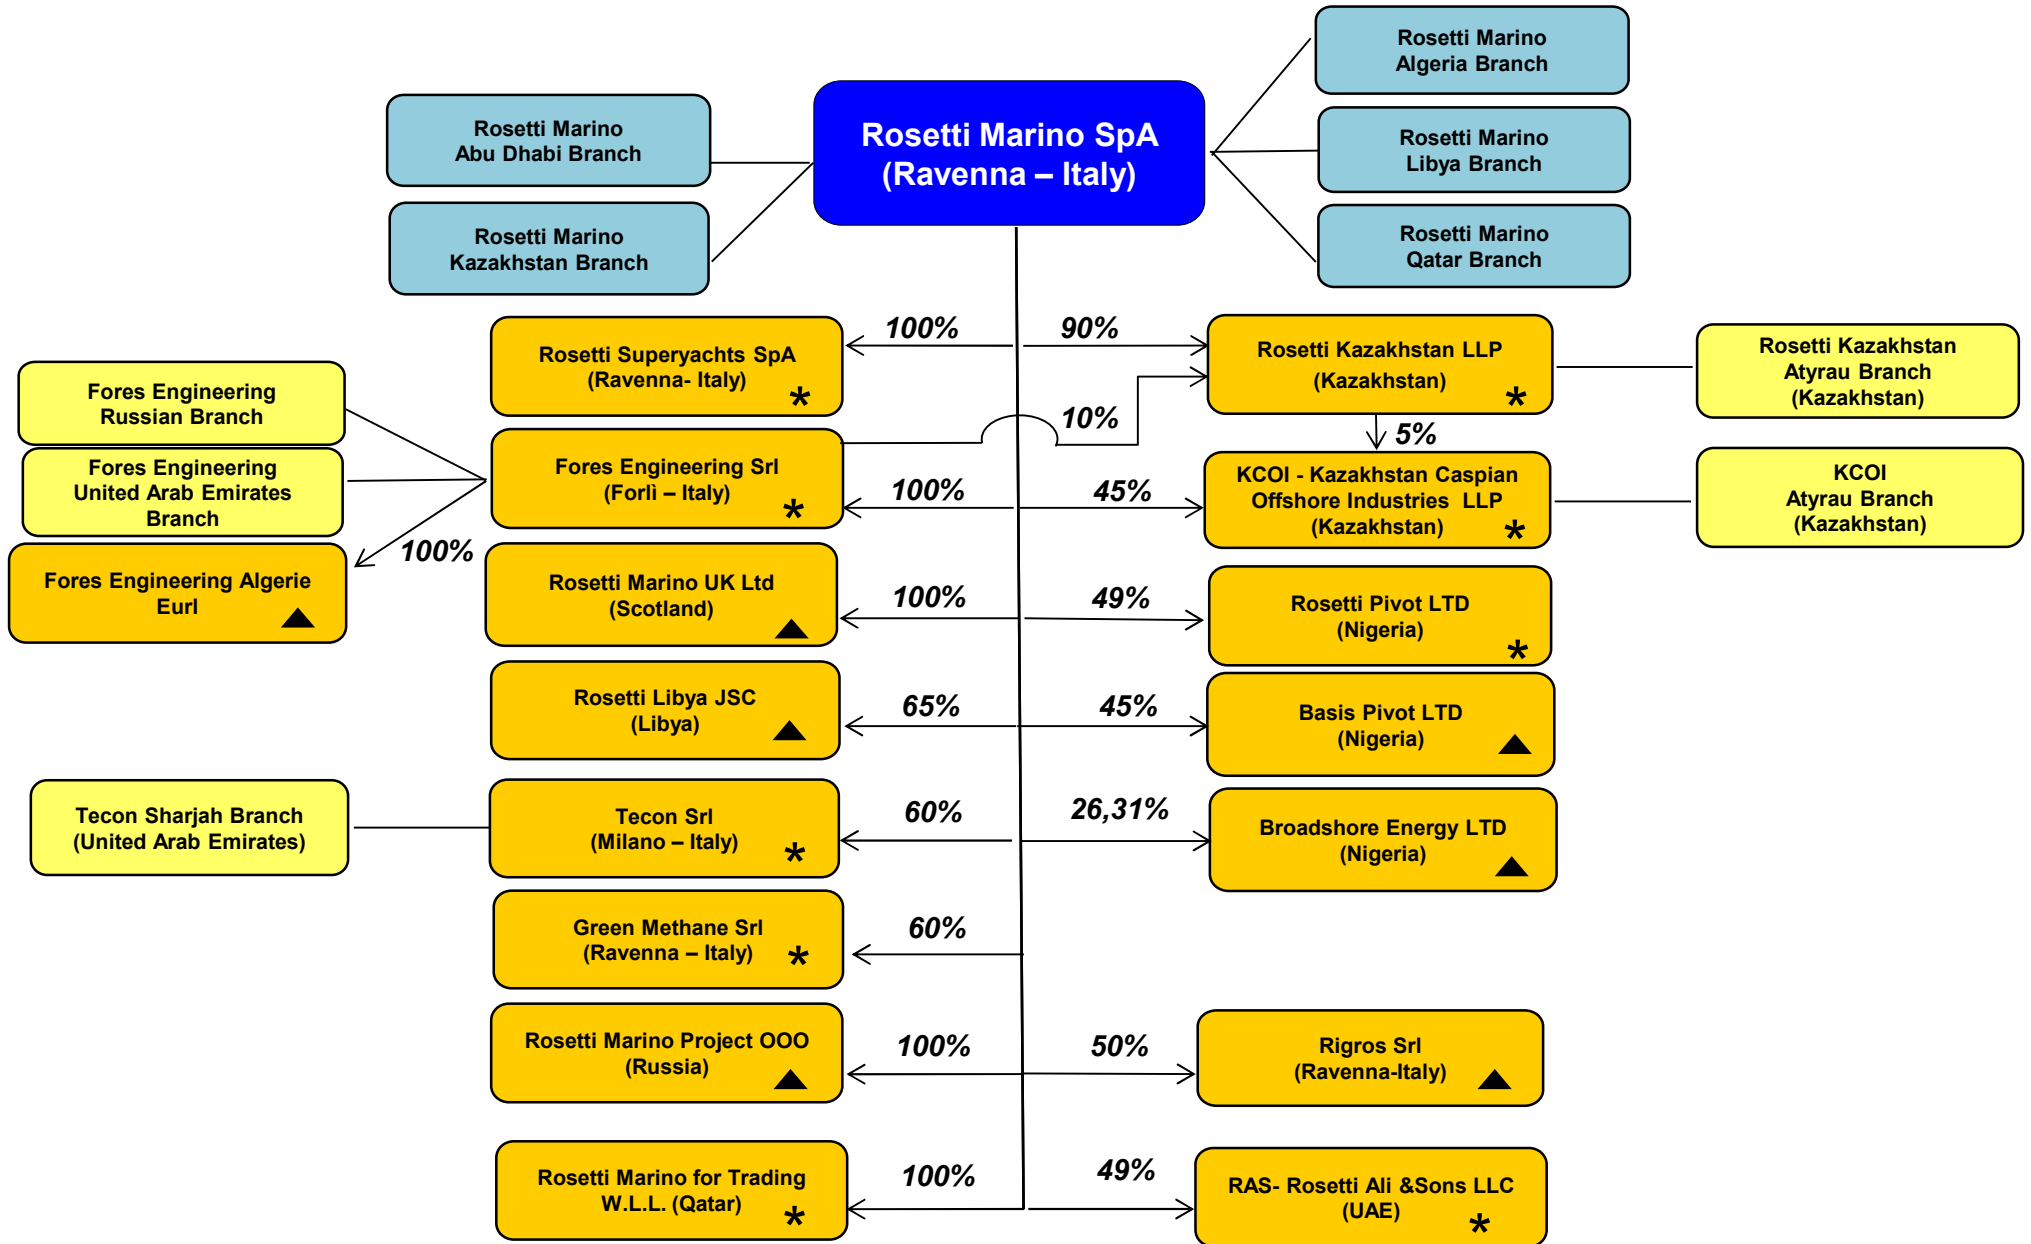 Rosetti Marino
Algeria Branch
Rosetti Marino
Abu Dhabi Branch
Rosetti Marino SpA
(Ravenna – Italy)
Rosetti Marino
Libya Branch
Rosetti Marino
Kazakhstan Branch
Rosetti Marino
Qatar Branch
Rosetti Superyachts SpA
(Ravenna- Italy)
*
100%
90%
Rosetti Kazakhstan LLP
(Kazakhstan)
*
Rosetti Kazakhstan
Atyrau Branch
(Kazakhstan)
Fores Engineering
Russian Branch
10%
5%
Fores Engineering
United Arab Emirates
Branch
Fores Engineering Srl
(Forlì – Italy)
*
100%
45%
KCOI - Kazakhstan Caspian
Offshore Industries LLP
(Kazakhstan)
*
KCOI
Atyrau Branch
(Kazakhstan)
Fores Engineering Algerie
Eurl
100%
Rosetti Marino UK Ltd
(Scotland)
100%
49%
Rosetti Pivot LTD
(Nigeria)
*
Rosetti Libya JSC
(Libya)
65%
45%
Basis Pivot LTD
(Nigeria)
Tecon Sharjah Branch
(United Arab Emirates)
Tecon Srl
(Milano – Italy)
*
60%
26,31%
Broadshore Energy LTD
(Nigeria)
Green Methane Srl
(Ravenna – Italy)
*
60%
Rosetti Marino Project OOO
(Russia)
100%
50%
Rigros Srl
(Ravenna-Italy)
Rosetti Marino for Trading
W.L.L. (Qatar)
*
100%
49%
RAS- Rosetti Ali &Sons LLC
(UAE)
*